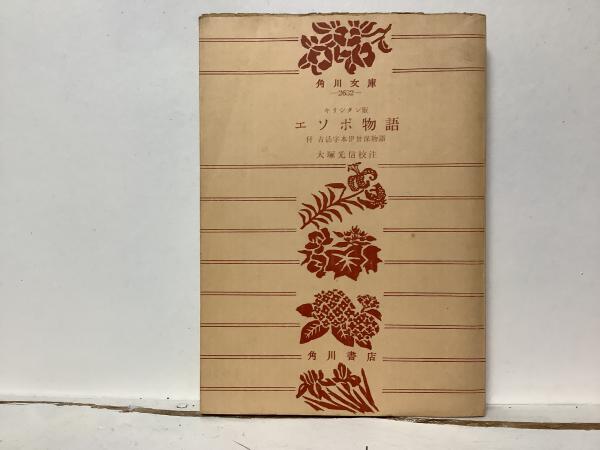 角川文庫
—2632—
キリシタン版
エソポ物語
付 古活字本伊曽保物語
大塚光信校注
角川書店